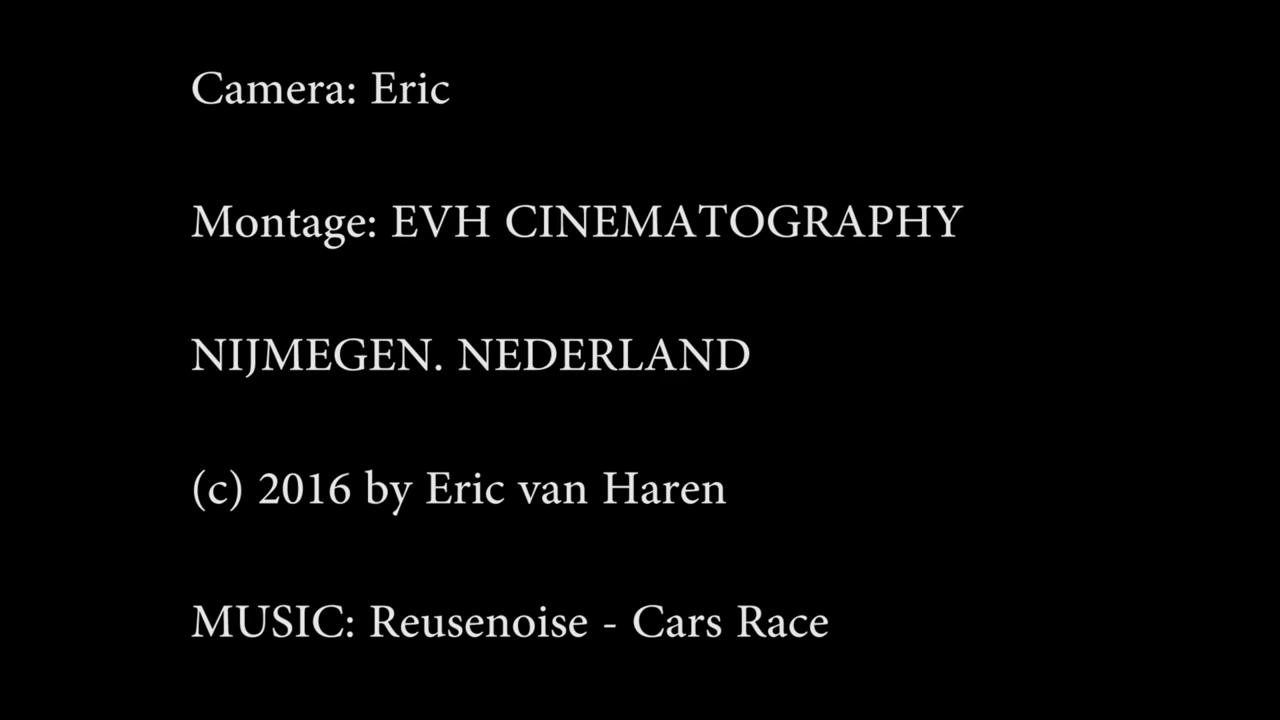 Camera: Eric
Montage: EVH CINEMATOGRAPHY
NIJMEGEN. NEDERLAND
(c) 2016 by Eric van Haren
MUSIC: Reusenoise - Cars Race